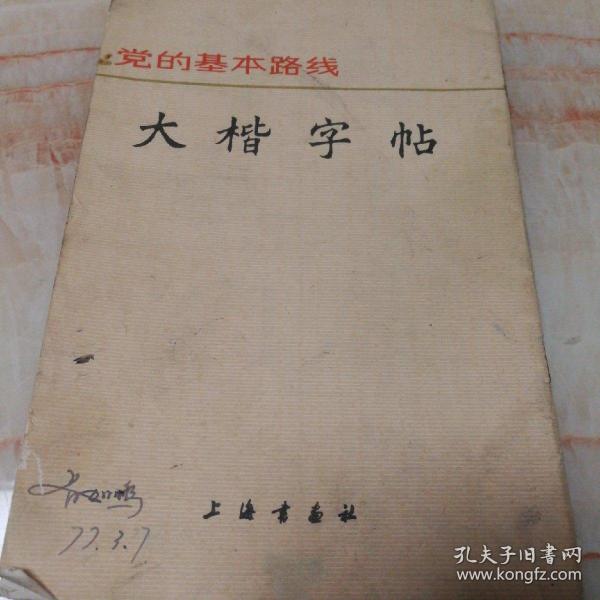 党的基本路线
大楷字帖
上海书画社
77.3.7
孔夫子旧书网
www.kongfz.com